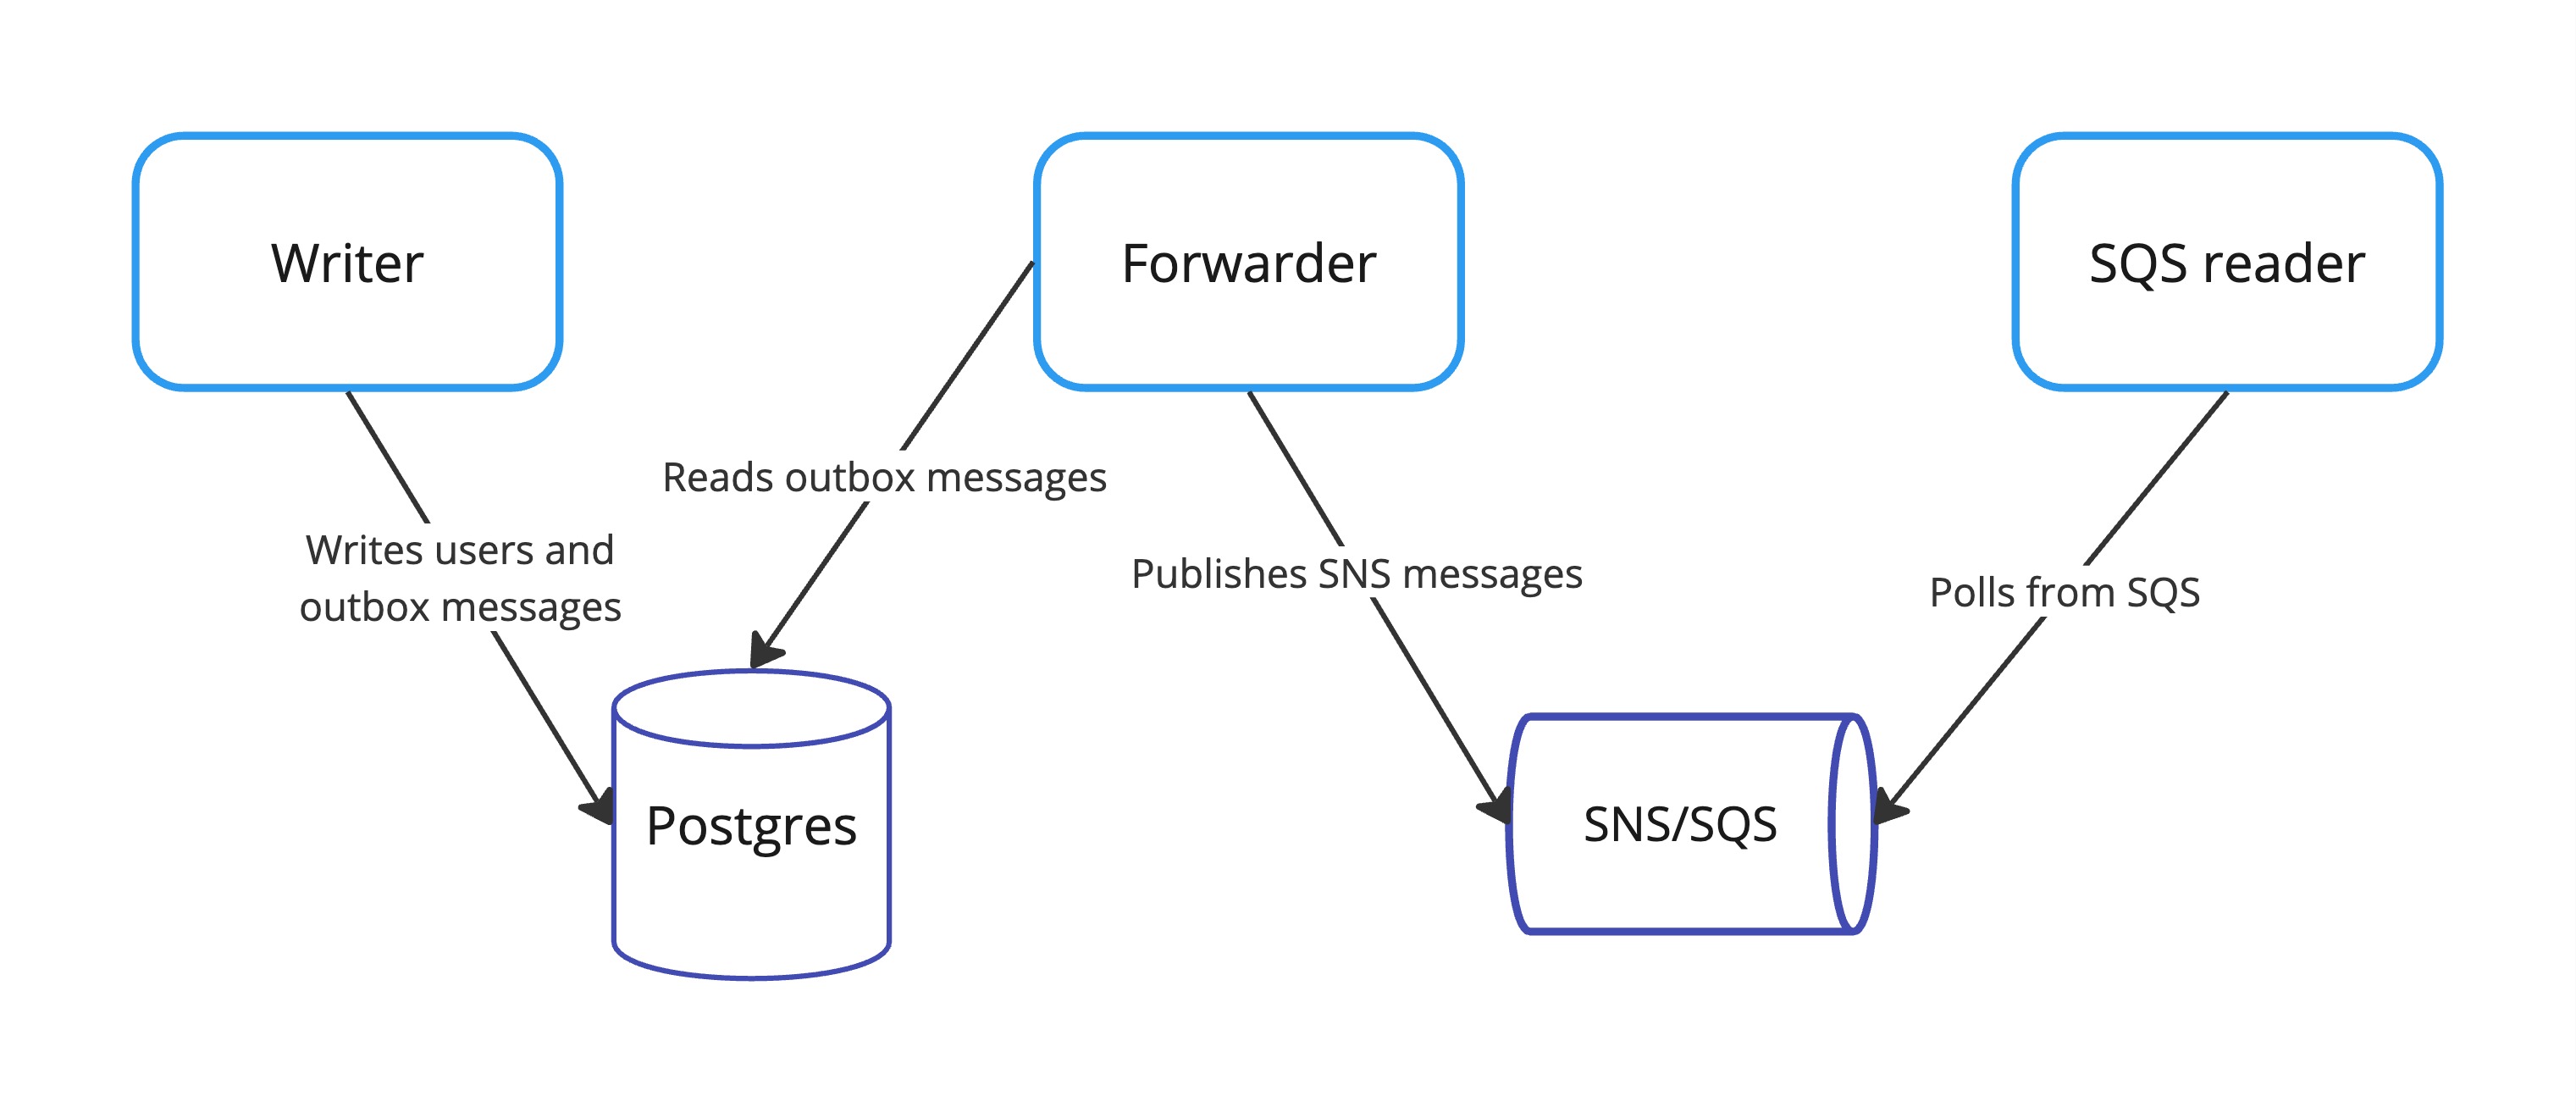 Writer
Forwarder
SQS reader
Reads outbox messages
Writes users and
outbox messages
Publishes SNS messages
Polls from SQS
Postgres
SNS/SQS